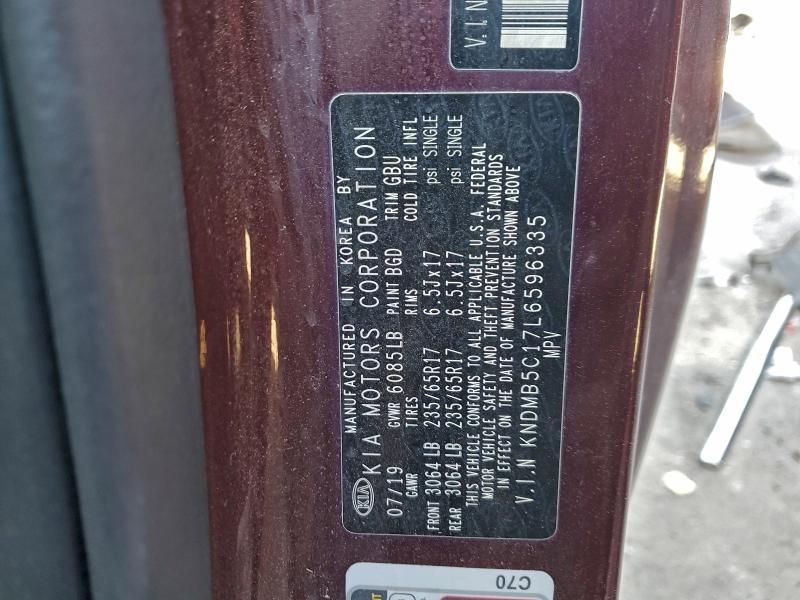 V.I.N
MANUFACTURED IN KOREA BY
KIA KIA MOTORS CORPORATION
07/19 GVWR 6085LB PAINT BGD TRIM GBU
GAWR TIRES RIMS COLD TIRE INFL
FRONT 3064 LB 235/65R17 6.5Jx17 psi SINGLE
REAR 3064 LB 235/65R17 6.5Jx17 psi SINGLE
THIS VEHICLE CONFORMS TO ALL APPLICABLE U.S.A. FEDERAL
MOTOR VEHICLE SAFETY AND THEFT PREVENTION STANDARDS
IN EFFECT ON THE DATE OF MANUFACTURE SHOWN ABOVE
V.I.N KNDMB5C17L6596335
MPV
C70